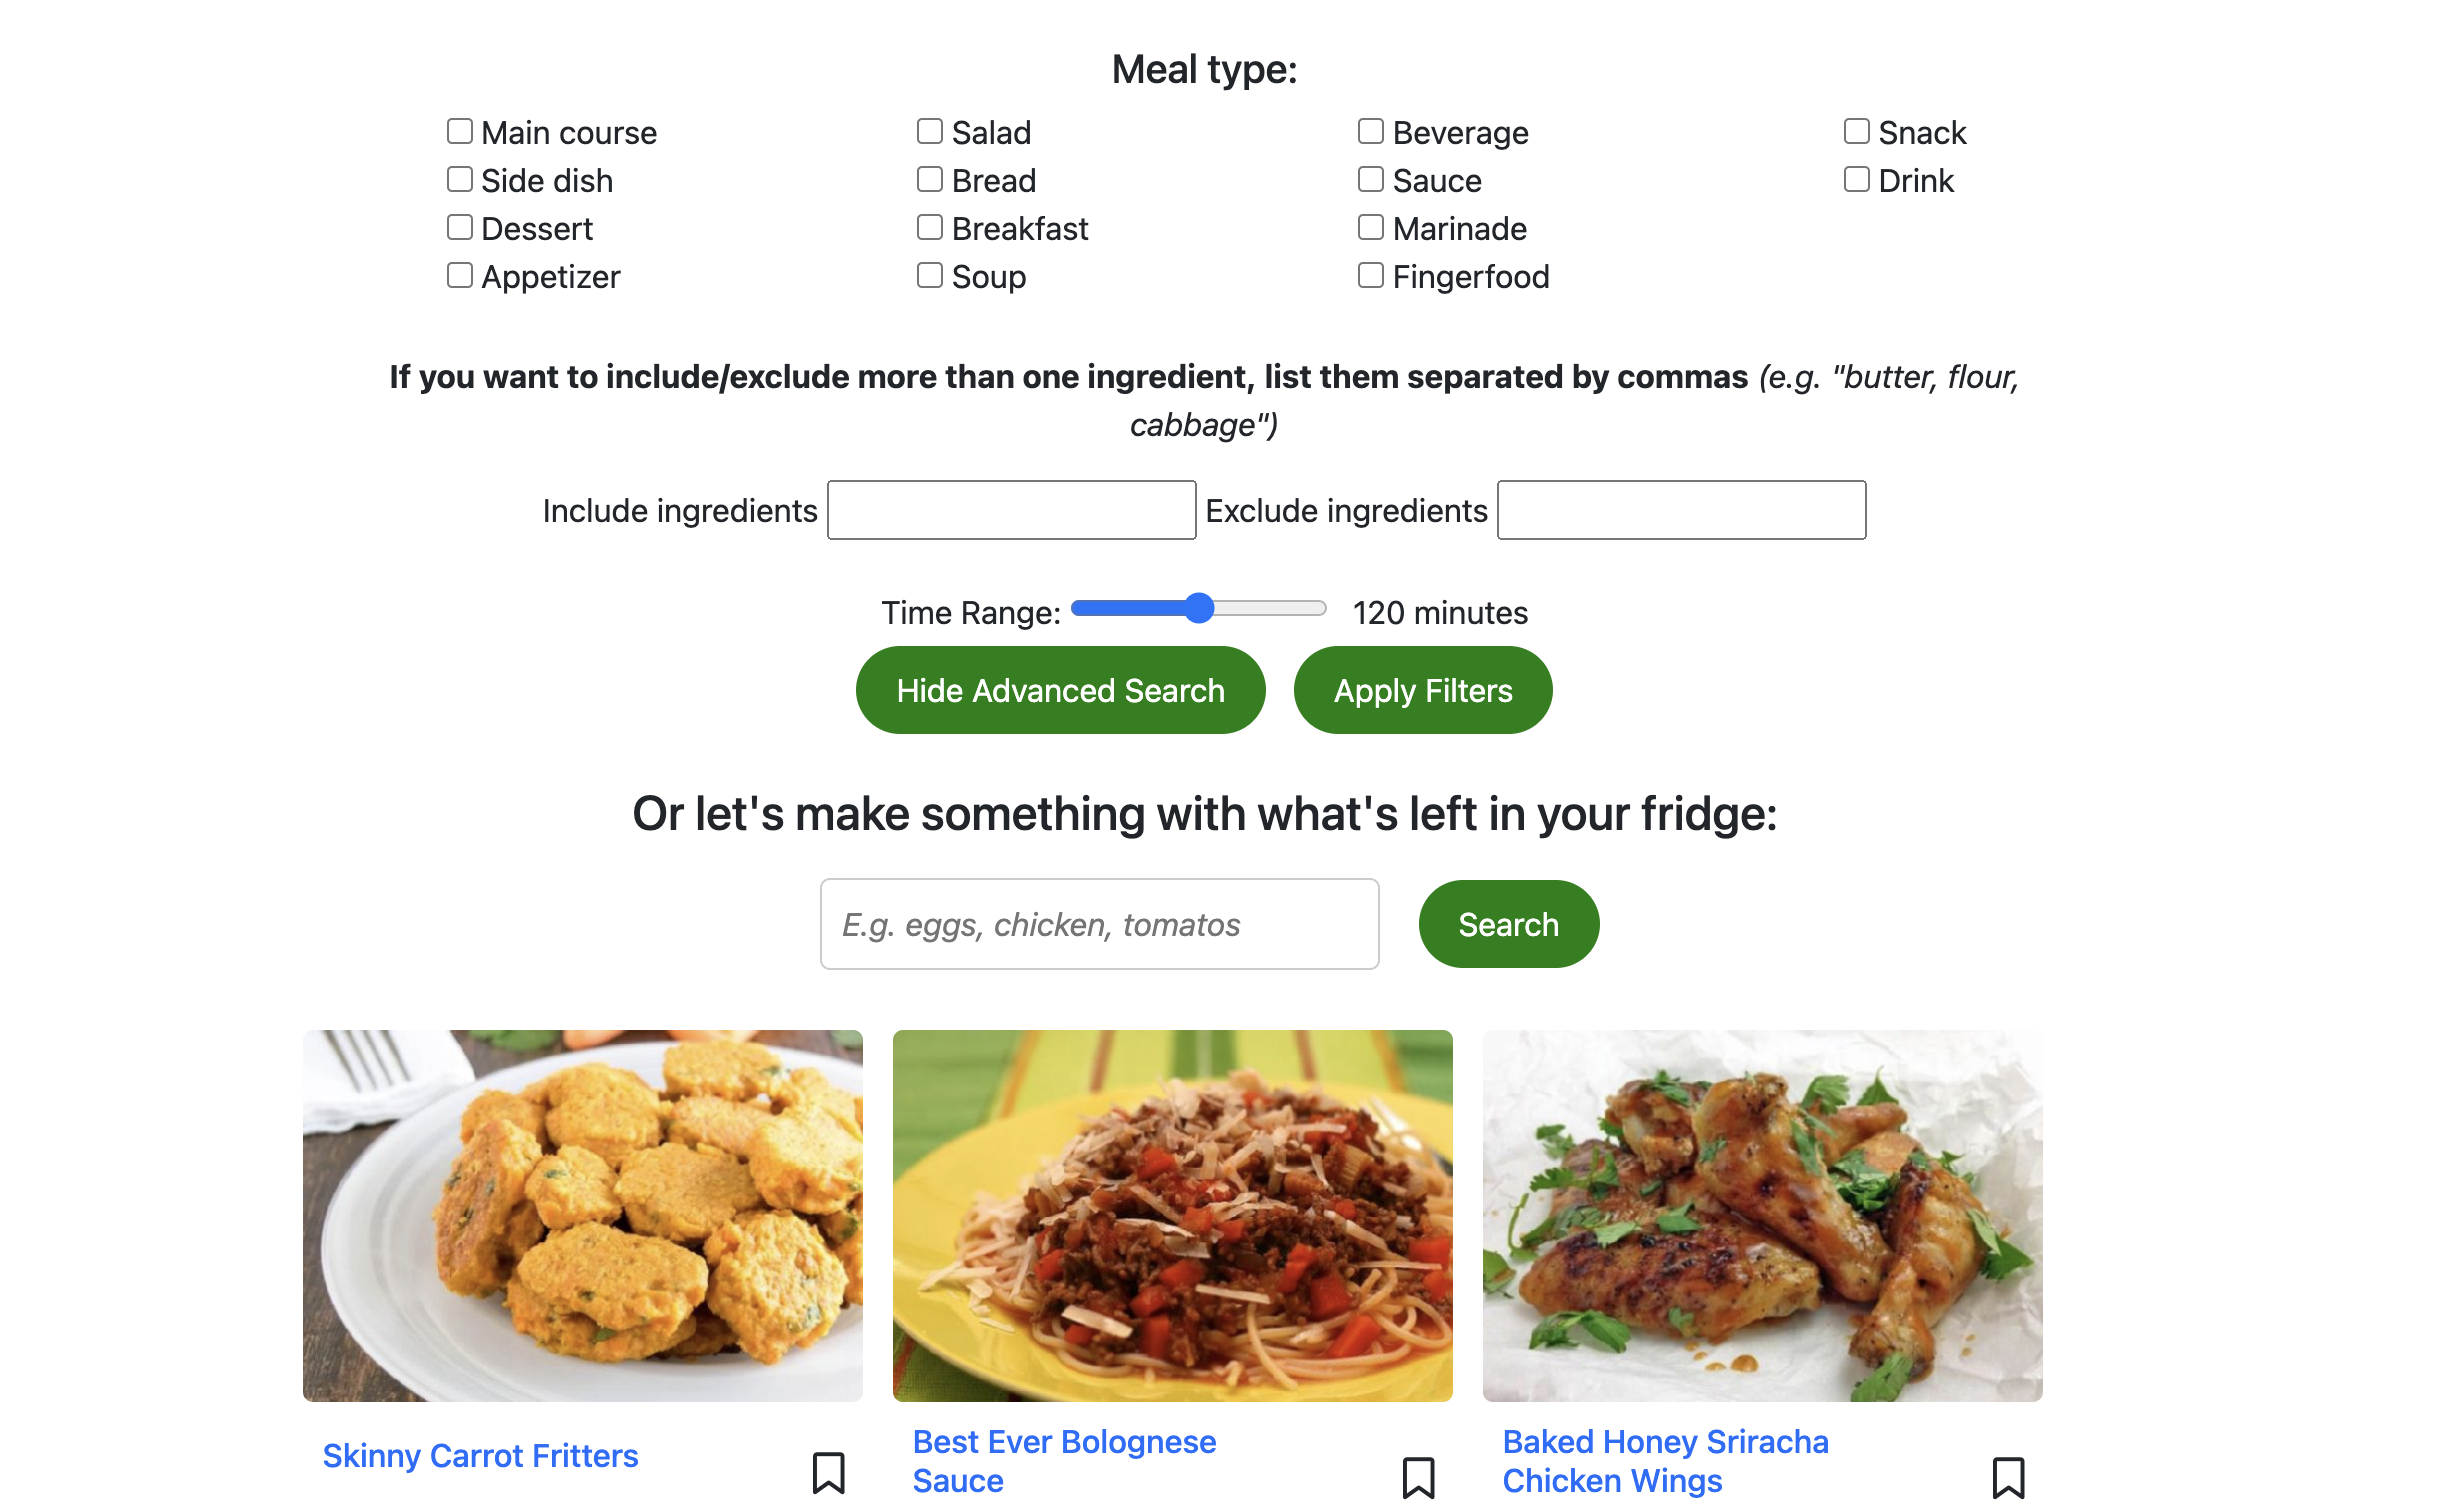 Meal type:
Main course
Side dish
Dessert
Appetizer
Salad
Bread
Breakfast
Soup
Beverage
Sauce
Marinade
Fingerfood
Snack
Drink
If you want to include/exclude more than one ingredient, list them separated by commas (e.g. "butter, flour,
cabbage")
Include ingredients
Exclude ingredients
Time Range: 120 minutes
Hide Advanced Search
Apply Filters
Or let's make something with what's left in your fridge:
E.g. eggs, chicken, tomatos
Search
Skinny Carrot Fritters
Best Ever Bolognese
Sauce
Baked Honey Sriracha
Chicken Wings